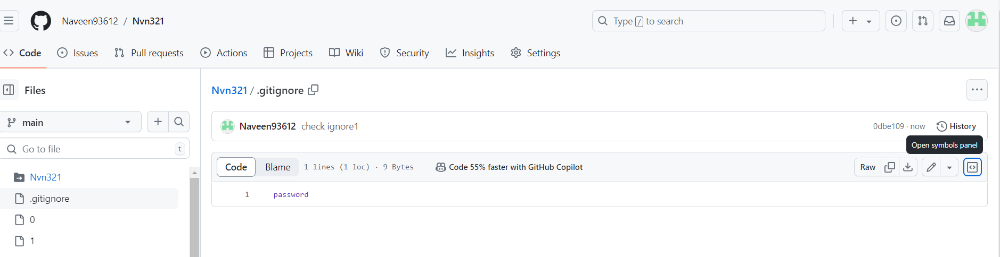 Naveen93612 / Nvn321
Type / to search
Code
Issues
Pull requests
Actions
Projects
Wiki
Security
Insights
Settings
Files
main
Go to file
t
Nvn321
.gitignore
0
1
Nvn321 / .gitignore
Naveen93612 check ignore1
0dbe109 · now
History
Open symbols panel
Code
Blame
1 lines (1 loc) · 9 Bytes
Code 55% faster with GitHub Copilot
Raw
1 password